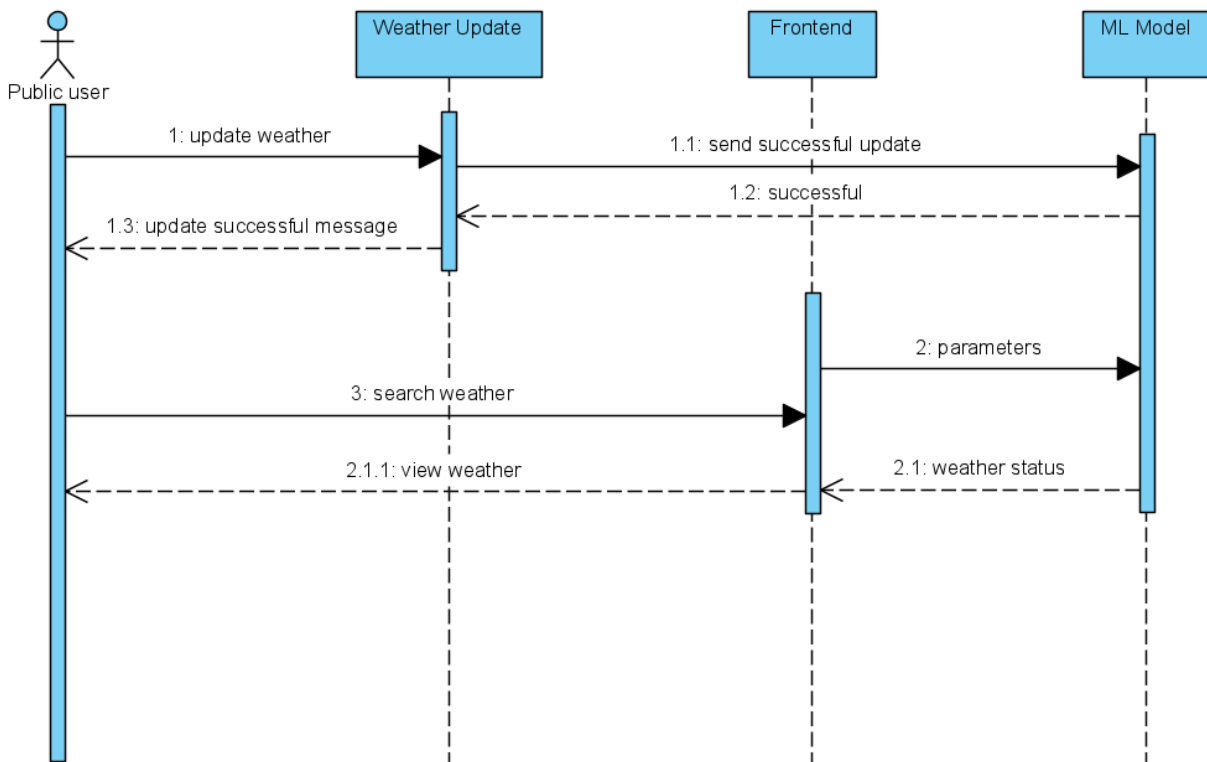 Weather Update
Frontend
ML Model
Public user
1: update weather
1.1: send successful update
1.2: successful
1.3: update successful message
2: parameters
3: search weather
2.1.1: view weather
2.1: weather status